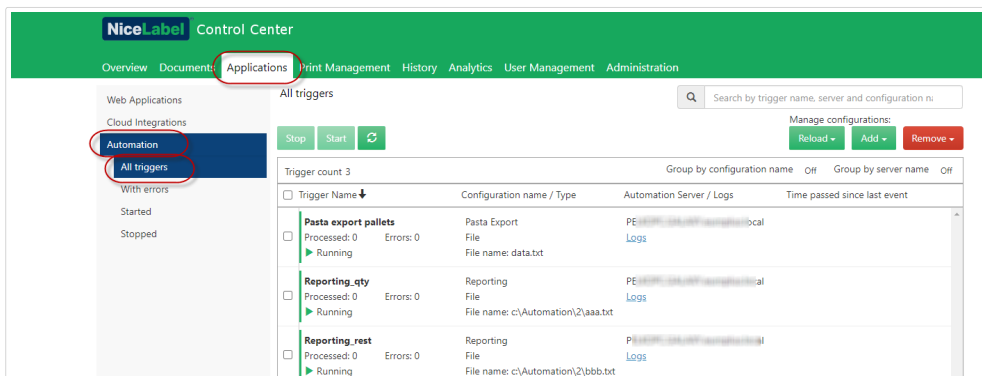 NiceLabel Control Center
Overview Documents Applications Print Management History Analytics User Management Administration
Web Applications
Cloud Integrations
Automation
All triggers
With errors
Started
Stopped
All triggers
Search by trigger name, server and configuration na
Manage configurations:
Stop Start Reload Add Remove
Trigger count 3 Group by configuration name Off Group by server name Off
Trigger Name Configuration name / Type Automation Server / Logs Time passed since last event
Pasta export pallets Pasta Export
Processed: 0 Errors: 0 File Logs
Running File name: data.txt
Reporting_qty Reporting
Processed: 0 Errors: 0 File Logs
Running File name: c:\Automation\2\aaa.txt
Reporting_rest Reporting
Processed: 0 Errors: 0 File Logs
Running File name: c:\Automation\2\bbb.txt